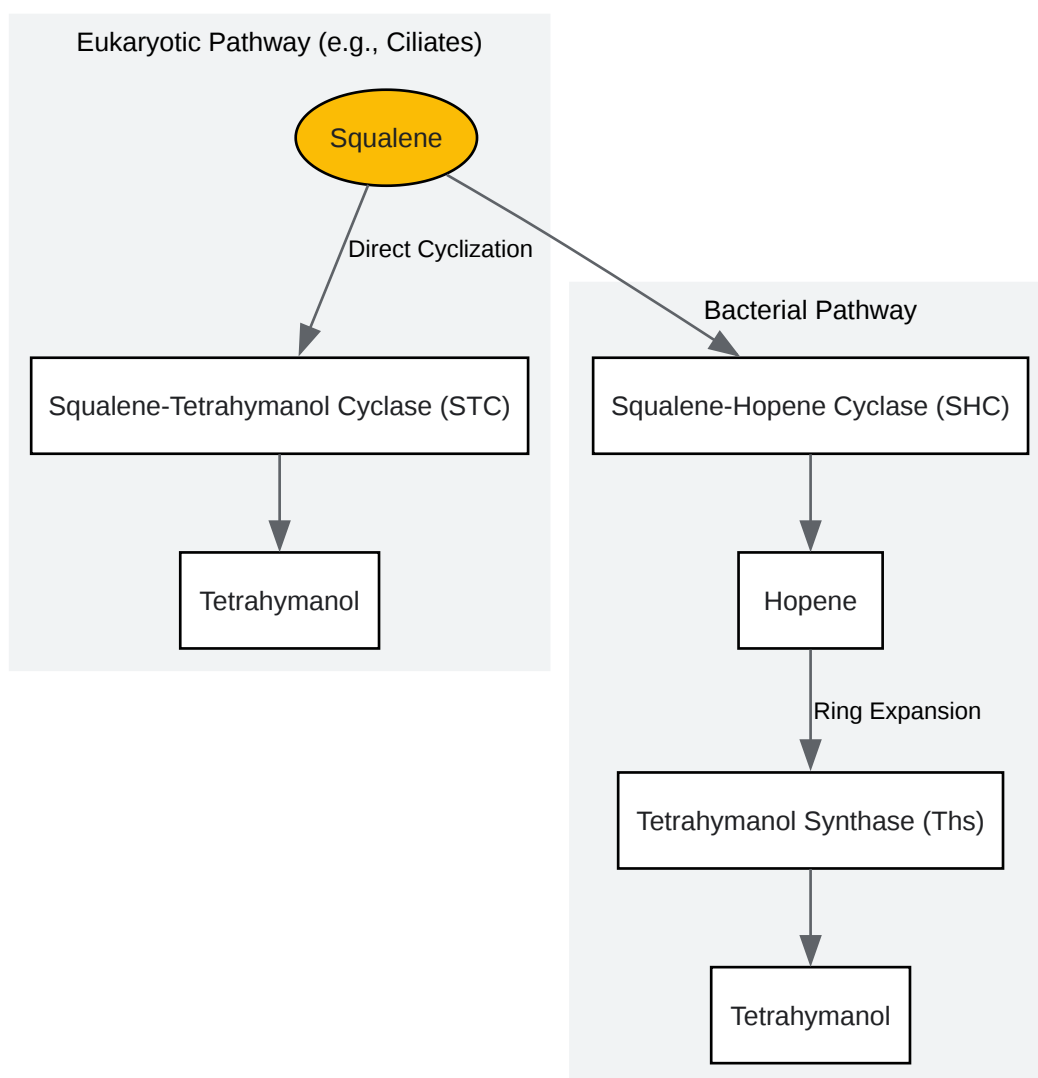 Eukaryotic Pathway (e.g., Ciliates)
Squalene
Direct Cyclization
Bacterial Pathway
Squalene-Tetrahymanol Cyclase (STC)
Squalene-Hopene Cyclase (SHC)
Tetrahymanol
Hopene
Ring Expansion
Tetrahymanol Synthase (Ths)
Tetrahymanol